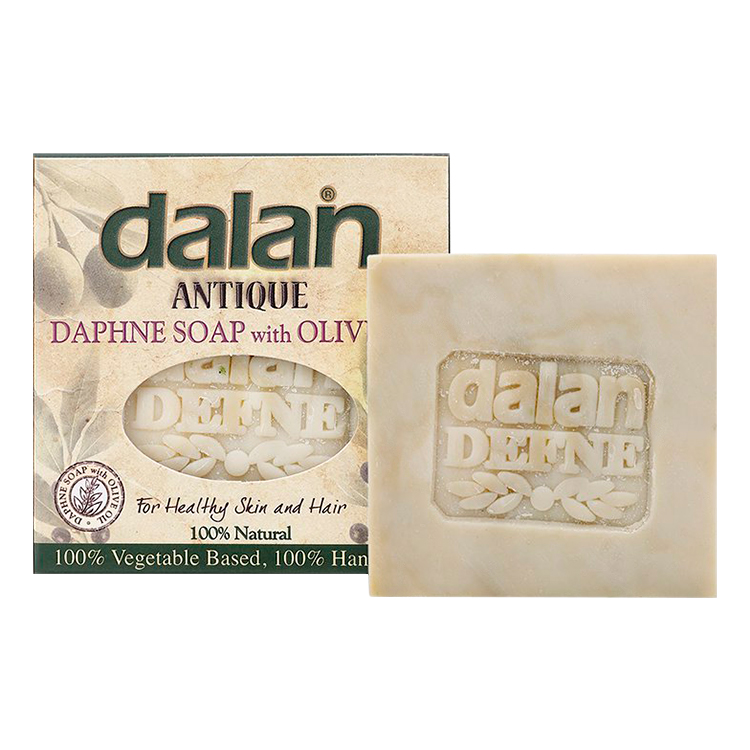 dalan®
ANTIQUE
DAPHNE SOAP with OLIV
dalan
DEFNE
DAPHNE SOAP with OLIVE OIL
For Healthy Skin and Hair
100% Natural
100% Vegetable Based, 100% Han
dalan
DEFNE